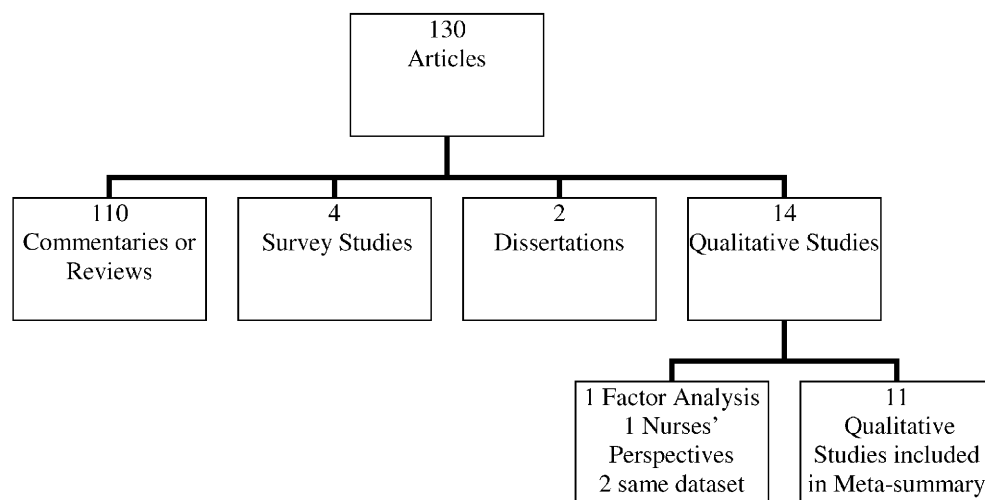 130
Articles
110
Commentaries or
Reviews
4
Survey Studies
2
Dissertations
14
Qualitative Studies
1 Factor Analysis
1 Nurses’
Perspectives
2 same dataset
11
Qualitative
Studies included
in Meta-summary